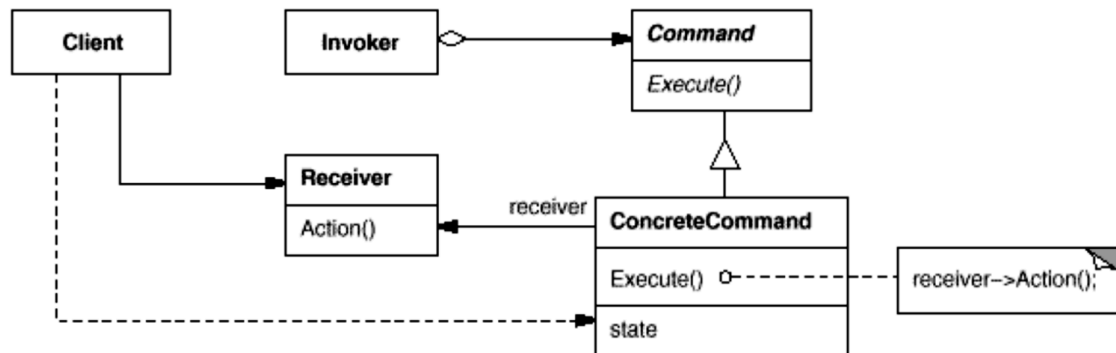 Client
Invoker
Command
Execute()
Receiver
Action()
receiver
ConcreteCommand
Execute()
receiver->Action();
state